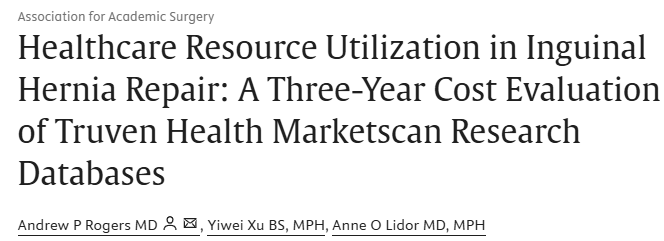 Association for Academic Surgery
Healthcare Resource Utilization in Inguinal
Hernia Repair: A Three-Year Cost Evaluation
of Truven Health Marketscan Research
Databases
Andrew P Rogers MD , Yiwei Xu BS, MPH, Anne O Lidor MD, MPH